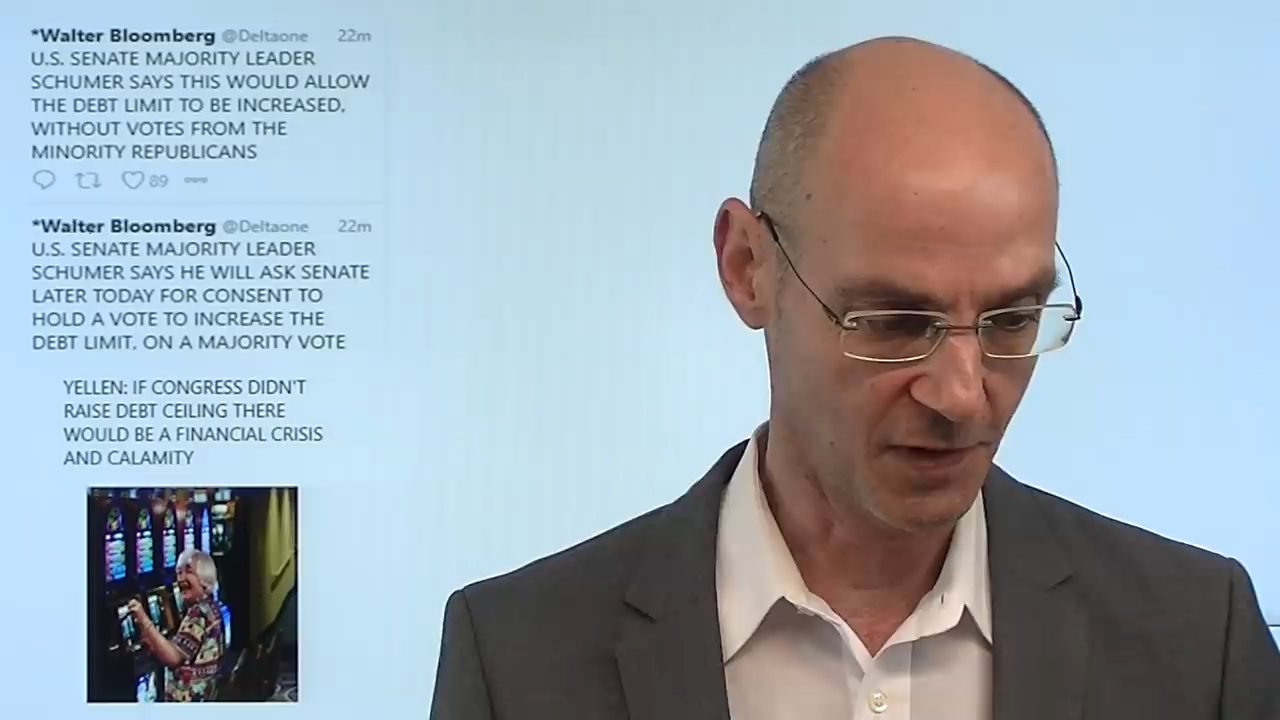 *Walter Bloomberg @Deltaone 22m
U.S. SENATE MAJORITY LEADER
SCHUMER SAYS THIS WOULD ALLOW
THE DEBT LIMIT TO BE INCREASED,
WITHOUT VOTES FROM THE
MINORITY REPUBLICANS
89
*Walter Bloomberg @Deltaone 22m
U.S. SENATE MAJORITY LEADER
SCHUMER SAYS HE WILL ASK SENATE
LATER TODAY FOR CONSENT TO
HOLD A VOTE TO INCREASE THE
DEBT LIMIT, ON A MAJORITY VOTE
YELLEN: IF CONGRESS DIDN'T
RAISE DEBT CEILING THERE
WOULD BE A FINANCIAL CRISIS
AND CALAMITY